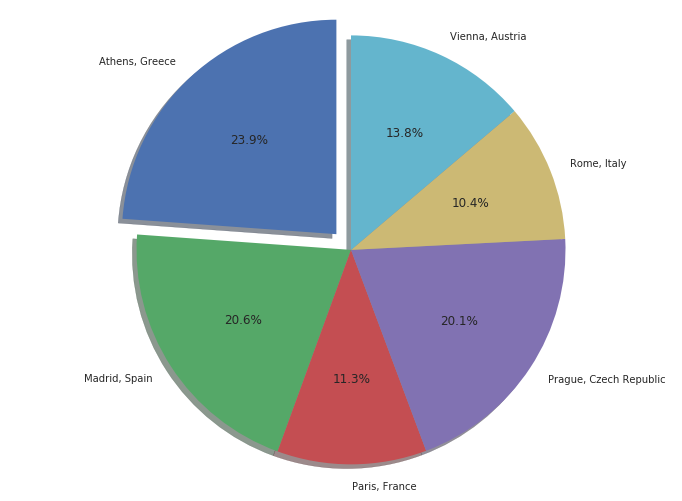 Vienna, Austria
Athens, Greece
13.8%
23.9%
Rome, Italy
10.4%
20.6%
20.1%
Madrid, Spain
11.3%
Prague, Czech Republic
Paris, France